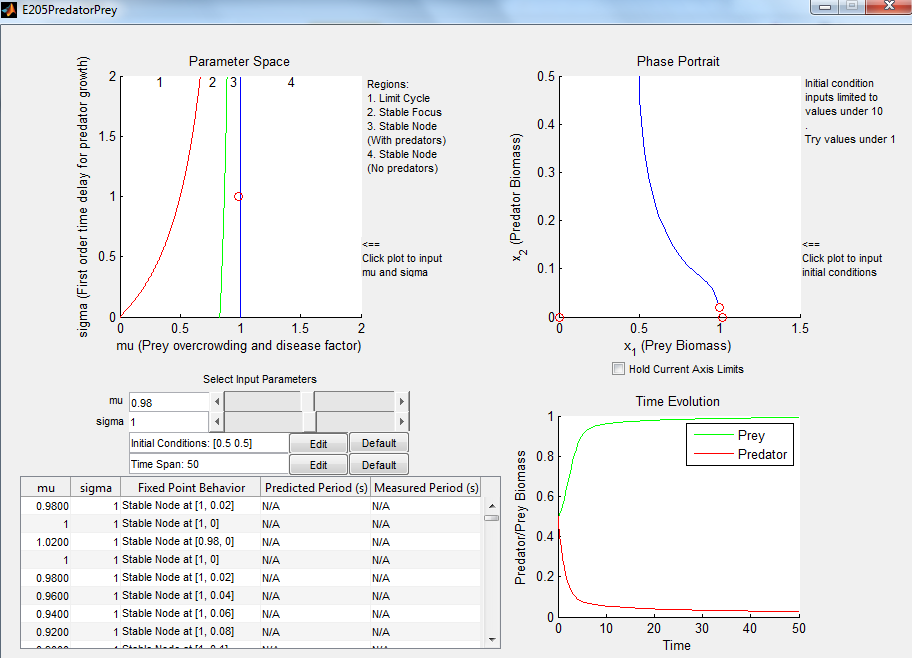 E205PredatorPrey
Parameter Space
sigma (First order time delay for predator growth)
2
1.5
1
0.5
0
1 2 3 4
0 0.5 1 1.5 2
mu (Prey overcrowding and disease factor)
Regions:
1. Limit Cycle
2. Stable Focus
3. Stable Node
(With predators)
4. Stable Node
(No predators)
<==
Click plot to input
mu and sigma
Phase Portrait
x2 (Predator Biomass)
0.5
0.4
0.3
0.2
0.1
0
0 0.5 1 1.5
x1 (Prey Biomass)
Initial condition
inputs limited to
values under 10
.
Try values under 1
<==
Click plot to input
initial conditions
Hold Current Axis Limits
Select Input Parameters
mu 0.98
sigma 1
Initial Conditions: [0.5 0.5] Edit Default
Time Span: 50 Edit Default
mu sigma Fixed Point Behavior Predicted Period (s) Measured Period (s)
0.9800 1 Stable Node at [1, 0.02] N/A N/A
1 1 Stable Node at [1, 0] N/A N/A
1.0200 1 Stable Node at [0.98, 0] N/A N/A
1 1 Stable Node at [1, 0] N/A N/A
0.9800 1 Stable Node at [1, 0.02] N/A N/A
0.9600 1 Stable Node at [1, 0.04] N/A N/A
0.9400 1 Stable Node at [1, 0.06] N/A N/A
0.9200 1 Stable Node at [1, 0.08] N/A N/A
Time Evolution
Predator/Prey Biomass
1
0.8
0.6
0.4
0.2
0
Prey
Predator
0 10 20 30 40 50
Time